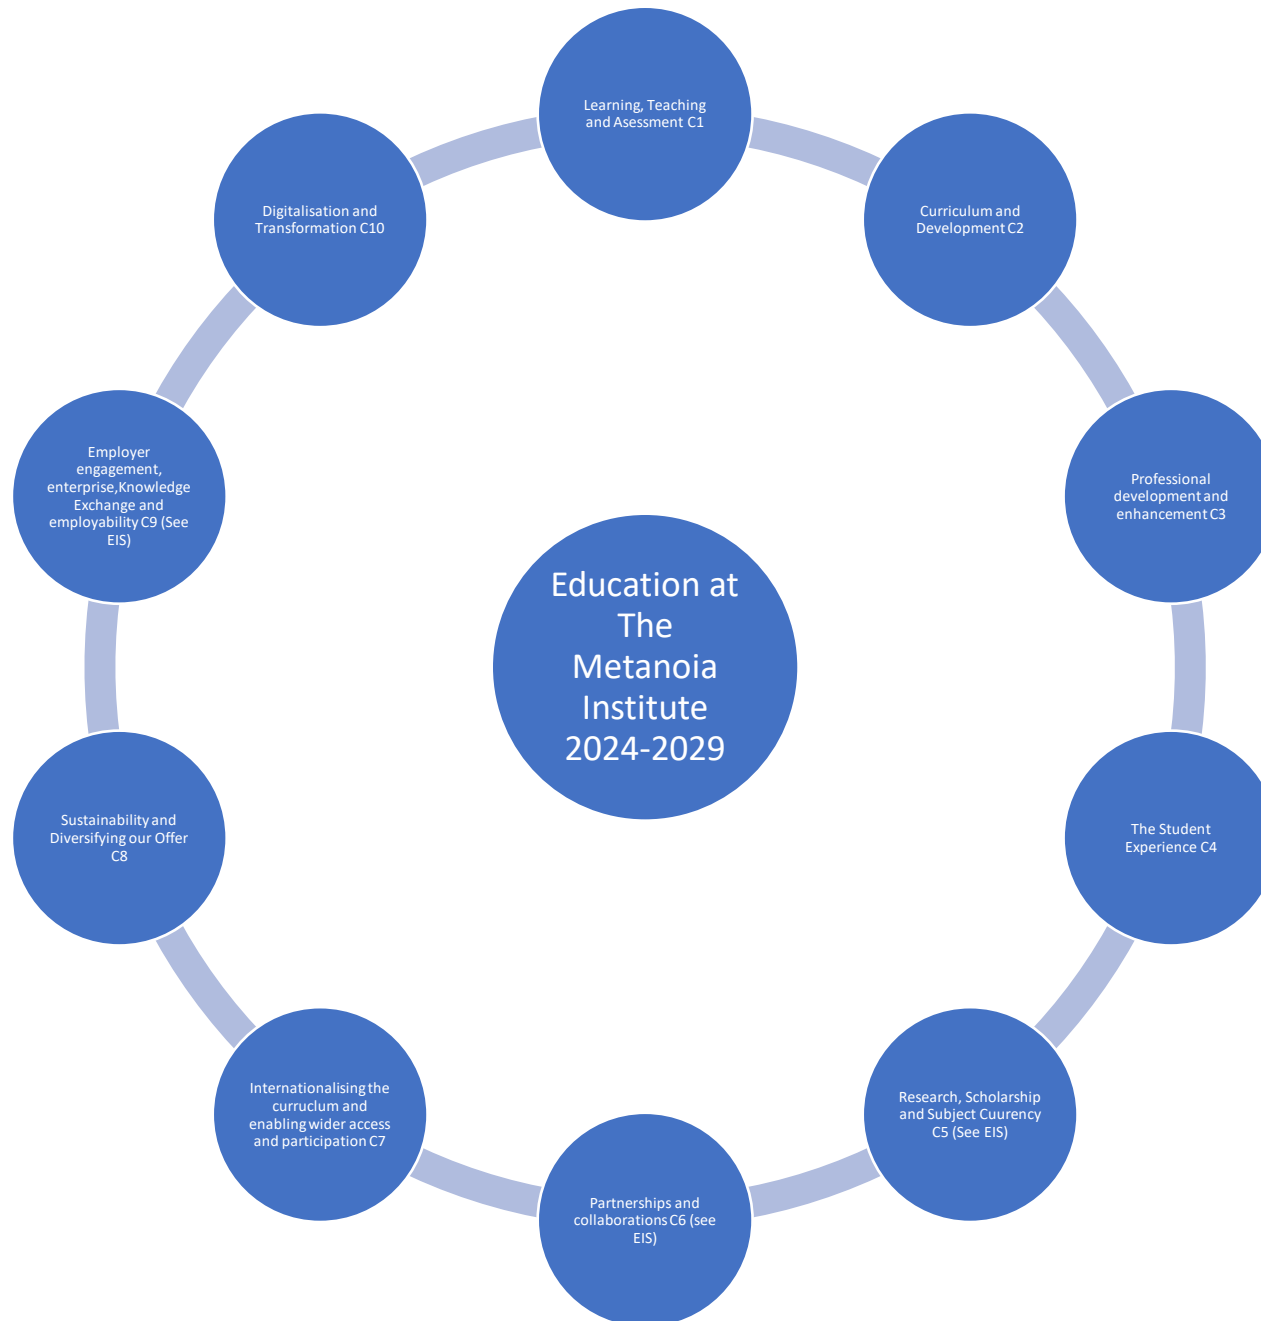 Learning, Teaching
and Asessment C1
Curriculum and
Development C2
Professional
development and
enhancement C3
The Student
Experience C4
Research, Scholarship
and Subject Cuurency
C5 (See EIS)
Partnerships and
collaborations C6 (see
EIS)
Internationalising the
curruclum and
enabling wider access
and participation C7
Sustainability and
Diversifying our Offer
C8
Employer
engagement,
enterprise,Knowledge
Exchange and
employability C9 (See
EIS)
Digitalisation and
Transformation C10
Education at
The
Metanoia
Institute
2024-2029